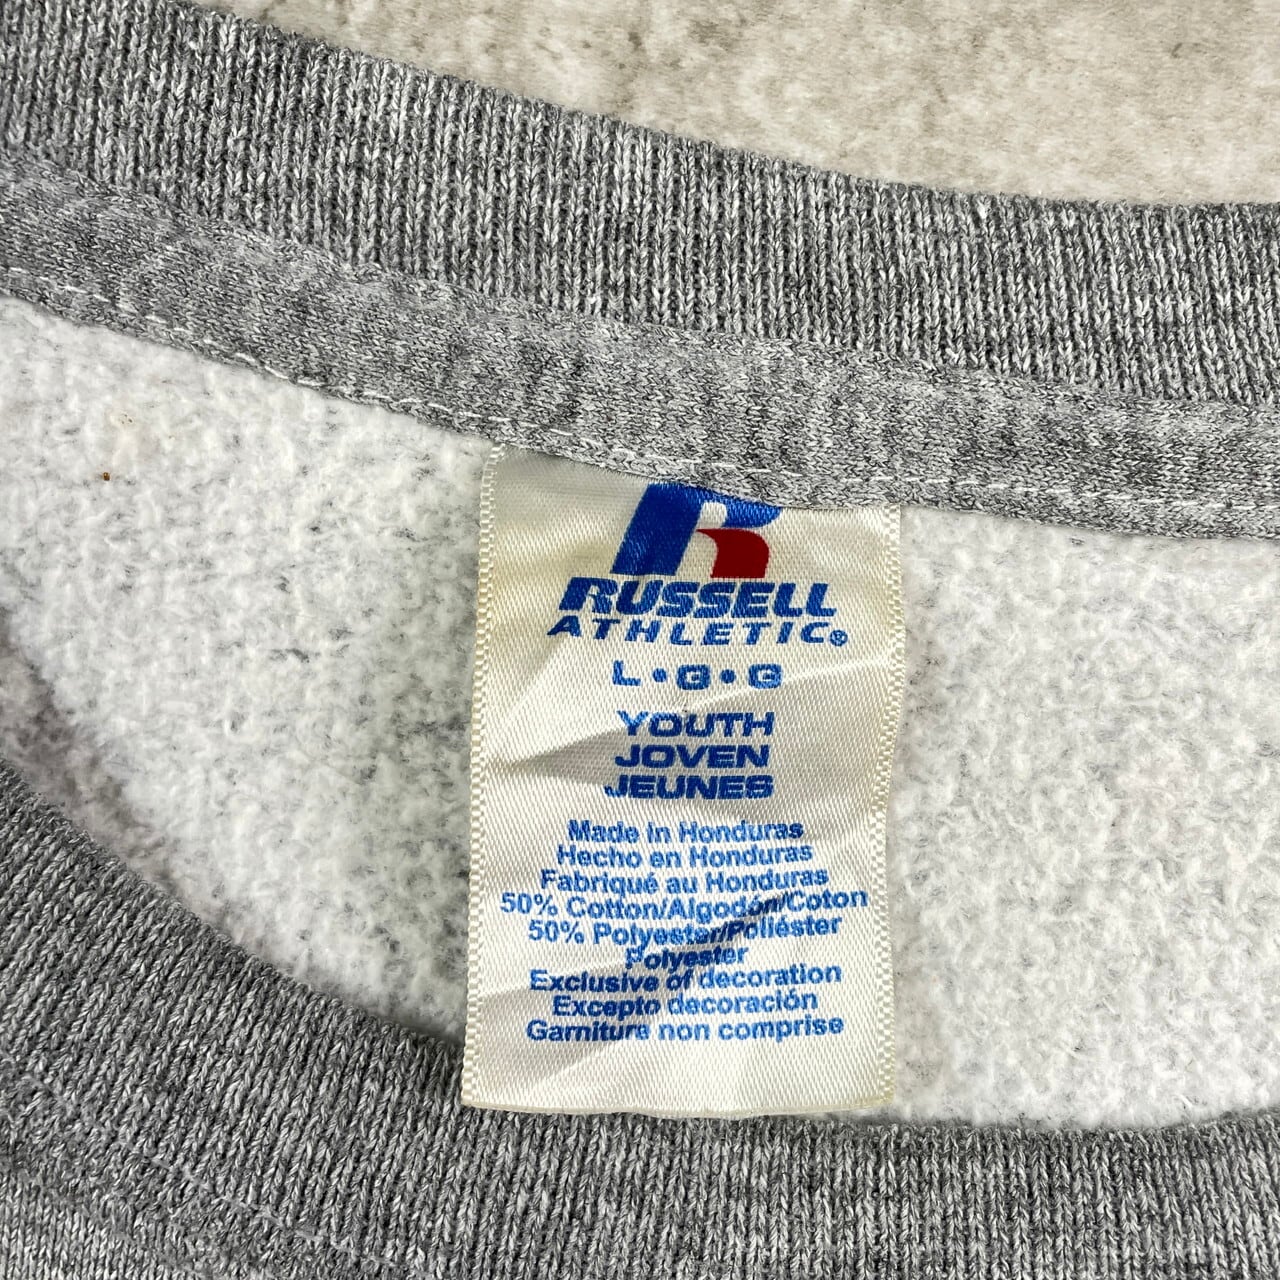 R
RUSSELL
ATHLETIC®
L•G•G
YOUTH
JOVEN
JEUNES
Made in Honduras
Hecho en Honduras
Fabriqué au Honduras
50% Cotton/Algodón/Coton
50% Polyester/Poliéster
Polyester
Exclusive of decoration
Excepto decoración
Garniture non comprise